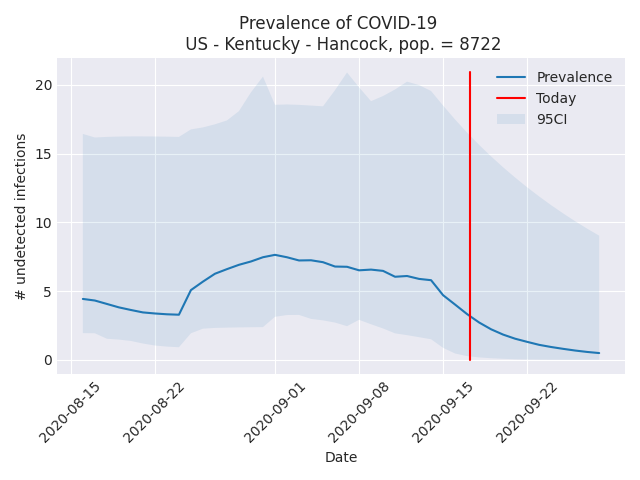 Prevalence of COVID-19
US - Kentucky - Hancock, pop. = 8722
Prevalence
Today
95CI
# undetected infections
20
15
10
5
0
2020-08-15
2020-08-22
2020-09-01
2020-09-08
2020-09-15
2020-09-22
Date